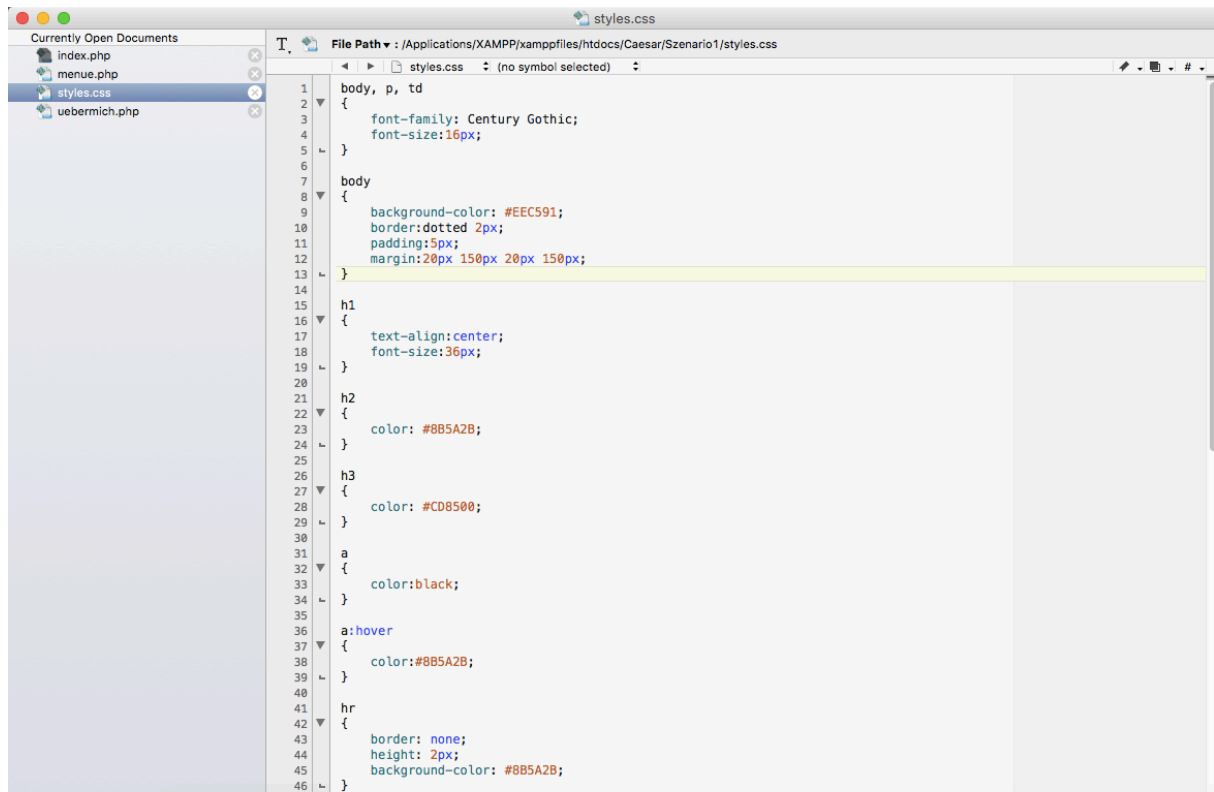 styles.css
Currently Open Documents
index.php
menue.php
styles.css
uebermich.php
File Path ▾ : /Applications/XAMPP/xamppfiles/htdocs/Caesar/Szenario1/styles.css
styles.css (no symbol selected)
#
1 body, p, td
2 {
3 font-family: Century Gothic;
4 font-size:16px;
5 }
6
7 body
8 {
9 background-color: #EEC591;
10 border:dotted 2px;
11 padding:5px;
12 margin:20px 150px 20px 150px;
13 }
14
15 h1
16 {
17 text-align:center;
18 font-size:36px;
19 }
20
21 h2
22 {
23 color: #8B5A2B;
24 }
25
26 h3
27 {
28 color: #CD8500;
29 }
30
31 a
32 {
33 color:black;
34 }
35
36 a:hover
37 {
38 color:#8B5A2B;
39 }
40
41 hr
42 {
43 border: none;
44 height: 2px;
45 background-color: #8B5A2B;
46 }